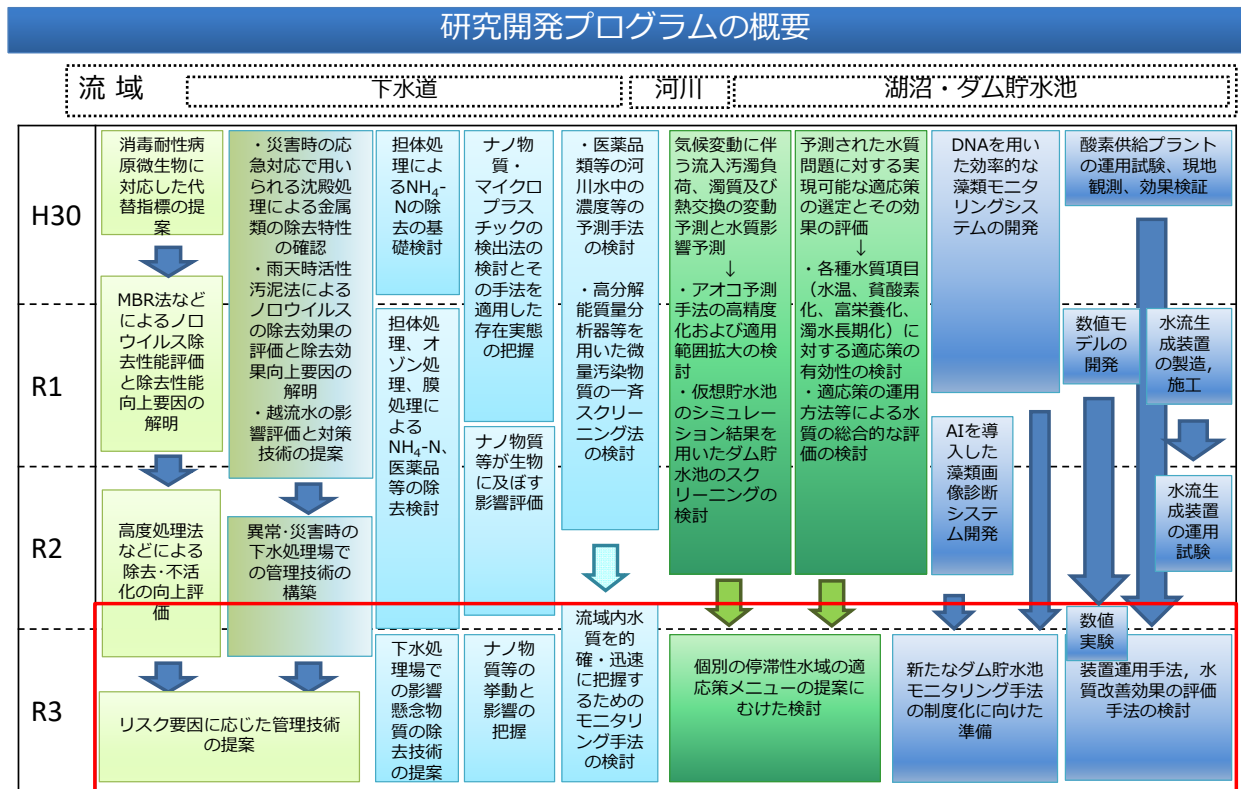 研究開発プログラムの概要
流 域
下水道
河川
湖沼・ダム貯水池
H30
R1
R2
R3
消毒耐性病
原微生物に
対応した代
替指標の提
案
MBR法など
によるノロ
ウイルス除
去性能評価
と除去性能
向上要因の
解明
高度処理法
などによる
除去･不活
化の向上評
価
・災害時の応
急対応で用い
られる沈殿処
理による金属
類の除去特性
の確認
・雨天時活性
汚泥法による
ノロウイルス
の除去効果の
評価と除去効
果向上要因の
解明
・越流水の影
響評価と対策
技術の提案
異常･災害時の
下水処理場で
の管理技術の
構築
リスク要因に応じた管理技術
の提案
担体処
理によ
るNH₄-
Nの除
去の基
礎検討
担体処
理、オ
ゾン処
理、膜
処理に
よる
NH₄-N、
医薬品
等の除
去検討
下水処
理場で
の影響
懸念物
質の除
去技術
の提案
ナノ物
質・
マイクロ
プラス
チックの
検出法の
検討とそ
の手法を
適用した
存在実態
の把握
ナノ物質
等が生物
に及ぼす
影響評価
ナノ物
質等の
挙動と
影響の
把握
・医薬品
類等の河
川水中の
濃度等の
予測手法
の検討
・高分解
能質量分
析器等を
用いた微
量汚染物
質の一斉
スクリー
ニング法
の検討
流域内水
質を的
確・迅速
に把握す
るための
モニタリ
ング手法
の検討
気候変動に伴
う流入汚濁負
荷、濁質及び
熱交換の変動
予測と水質影
響予測
↓
・アオコ予測
手法の高精度
化および適用
範囲拡大の検
討
・仮想貯水池
のシミュレー
ション結果を
用いたダム貯
水池のスク
リーニングの
検討
予測された水質
問題に対する実
現可能な適応策
の選定とその効
果の評価
↓
・各種水質項目
（水温、貧酸素
化、富栄養化、
濁水長期化）に
対する適応策の
有効性の検討
・適応策の運用
方法等による水
質の総合的な評
価の検討
個別の停滞性水域の適
応策メニューの提案に
むけた検討
DNAを用い
た効率的な
藻類モニタ
リングシス
テムの開発
AIを導
入した
藻類画
像診断
システ
ム開発
新たなダム貯水池
モニタリング手法
の制度化に向けた
準備
酸素供給プラント
の運用試験、現地
観測、効果検証
数値モ
デルの
開発
水流生
成装置
の製造，
施工
水流生
成装置
の運用
試験
数値
実験
装置運用手法，水
質改善効果の評価
手法の検討